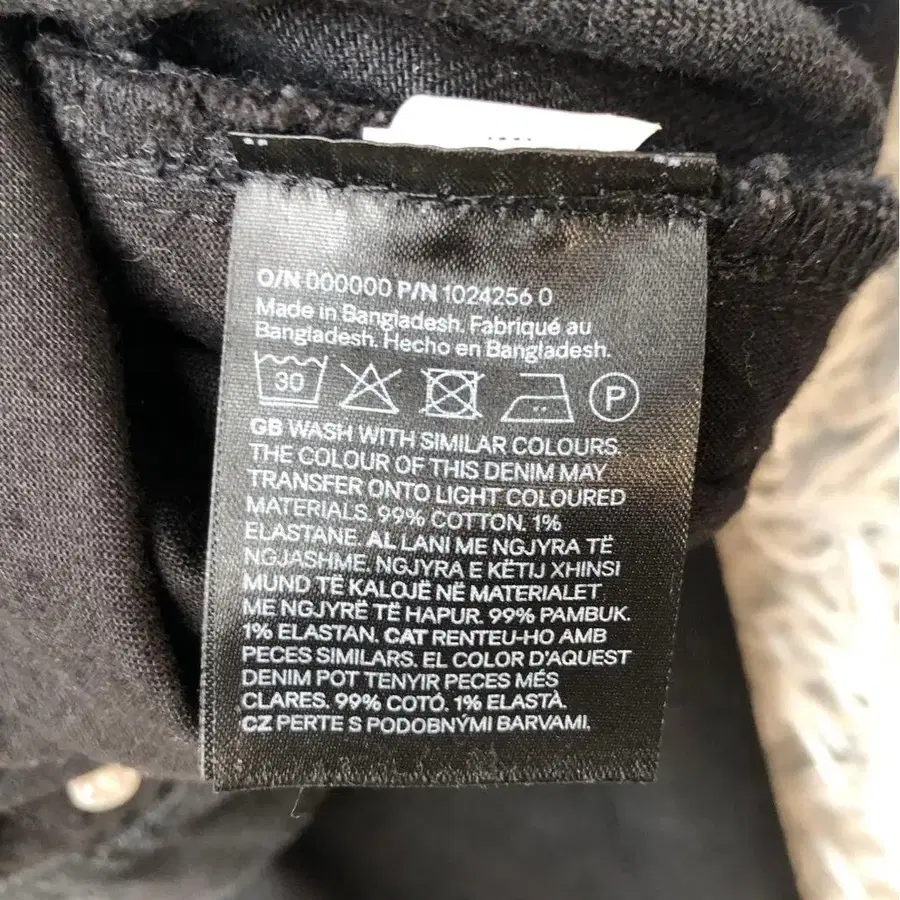 O/N 000000 P/N 1024256 0
Made in Bangladesh. Fabriqué au
Bangladesh. Hecho en Bangladesh.
30 P
GB WASH WITH SIMILAR COLOURS.
THE COLOUR OF THIS DENIM MAY
TRANSFER ONTO LIGHT COLOURED
MATERIALS. 99% COTTON. 1%
ELASTANE. AL LANI ME NGJYRA TË
NGJASHME. NGJYRA E KËTIJ XHINSI
MUND TË KALOJË NË MATERIALET
ME NGJYRË TË HAPUR. 99% PAMBUK.
1% ELASTAN. CAT RENTEU-HO AMB
PECES SIMILARS. EL COLOR D'AQUEST
DENIM POT TENYIR PECES MÉS
CLARES. 99% COTÓ. 1% ELASTÀ.
CZ PERTE S PODOBNÝMI BARVAMI.